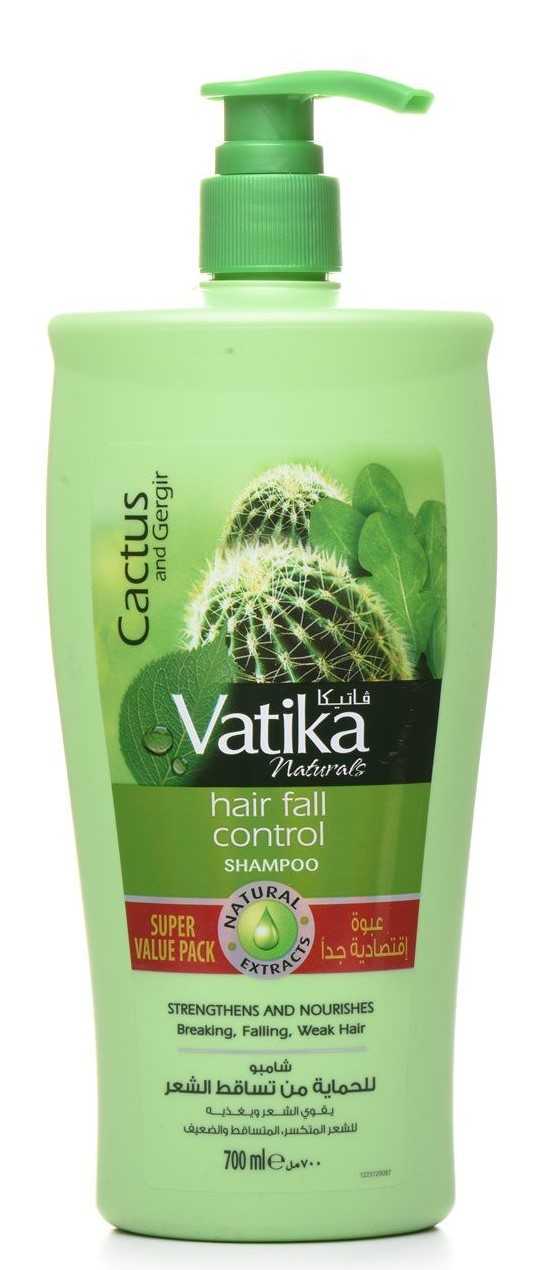 Cactus
and Gergir
ڤاتيكا
Vatika
Naturals
hair fall
control
SHAMPOO
SUPER
VALUE PACK
NATURAL
EXTRACTS
عبوة
إقتصادية جداً
STRENGTHENS AND NOURISHES
Breaking, Falling, Weak Hair
شامبو
للحماية من تساقط الشعر
يقوي الشعر ويغذيه
للشعر المتكسر، المتساقط والضعيف
700 ml e ٧٠٠ مل